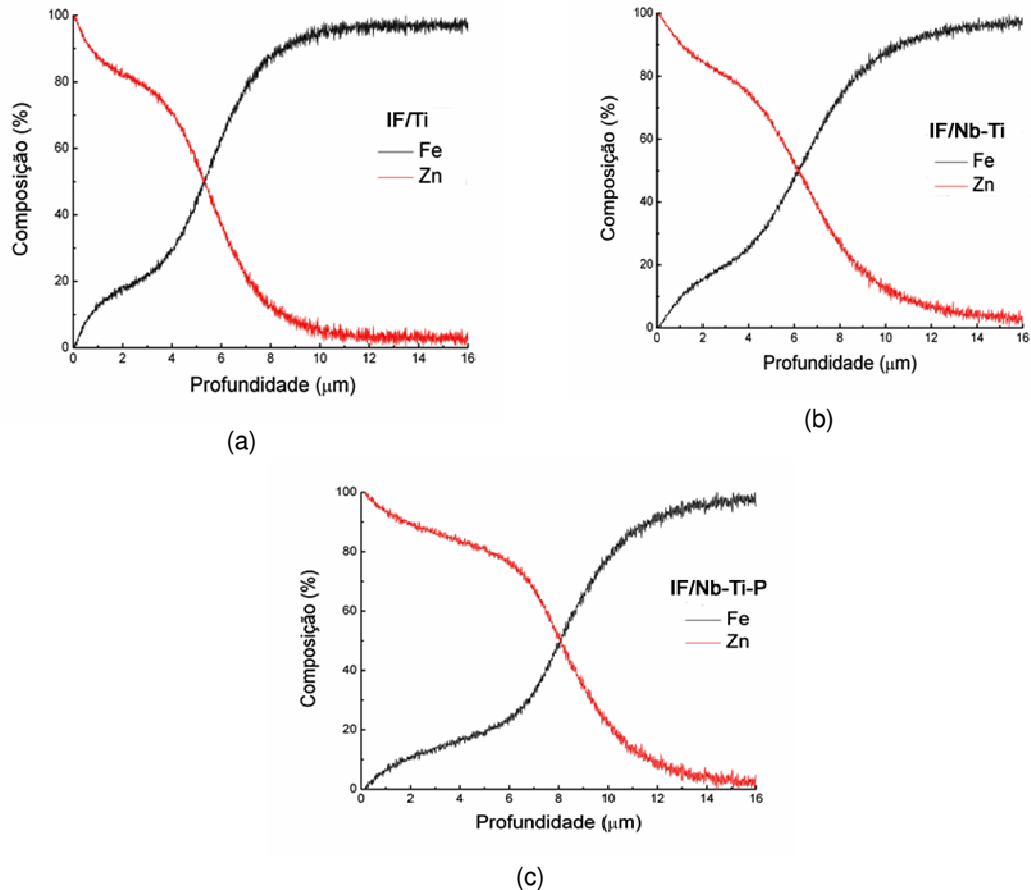 100
80
60
40
20
0
Composição (%)
IF/Ti
Fe
Zn
0 2 4 6 8 10 12 14 16
Profundidade (μm)
(a)
100
80
60
40
20
0
Composição (%)
IF/Nb-Ti
Fe
Zn
0 2 4 6 8 10 12 14 16
Profundidade (μm)
(b)
100
80
60
40
20
0
Composição (%)
IF/Nb-Ti-P
Fe
Zn
0 2 4 6 8 10 12 14 16
Profundidade (μm)
(c)